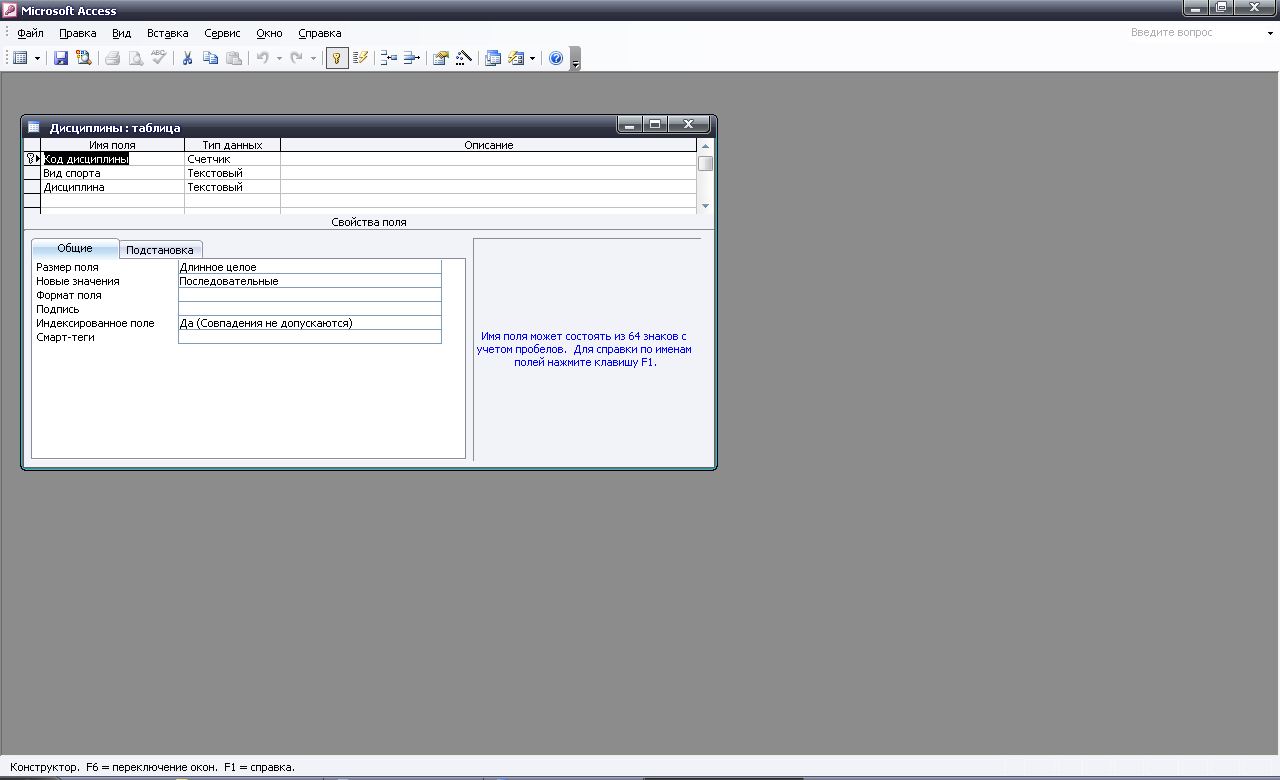 Microsoft Access
Файл Правка Вид Вставка Сервис Окно Справка Введите вопрос
Дисциплины : таблица
Имя поля Тип данных Описание
Код дисциплины Счетчик
Вид спорта Текстовый
Дисциплина Текстовый
Свойства поля
Общие Подстановка
Размер поля Длинное целое
Новые значения Последовательные
Формат поля
Подпись
Индексированное поле Да (Совпадения не допускаются)
Смарт-теги
Имя поля может состоять из 64 знаков с
учетом пробелов. Для справки по именам
полей нажмите клавишу F1.
Конструктор. F6 = переключение окон. F1 = справка.